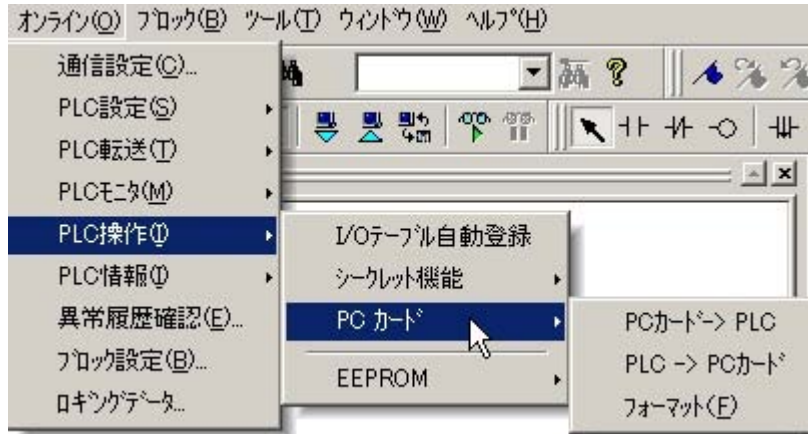 オンライン(O) ブロック(B) ツール(T) ウィンドウ(W) ヘルプ(H)
通信設定(C)...
PLC設定(S)
PLC転送(T)
PLCモニタ(M)
PLC操作(I)
PLC情報(I)
異常履歴確認(E)...
ブロック設定(B)...
ロギングデータ...
I/Oテーブル自動登録
シークレット機能
PC カード
EEPROM
PCカード-> PLC
PLC -> PCカード
フォーマット(F)